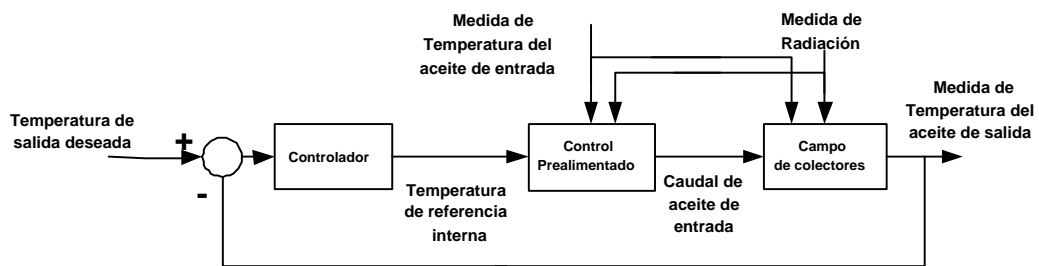 Medida de
Temperatura del
aceite de entrada
Medida de
Radiación
Medida de
Temperatura del
aceite de salida
Temperatura de
salida deseada
+
-
Controlador
Control
Prealimentado
Campo
de colectores
Temperatura
de referencia
interna
Caudal de
aceite de
entrada